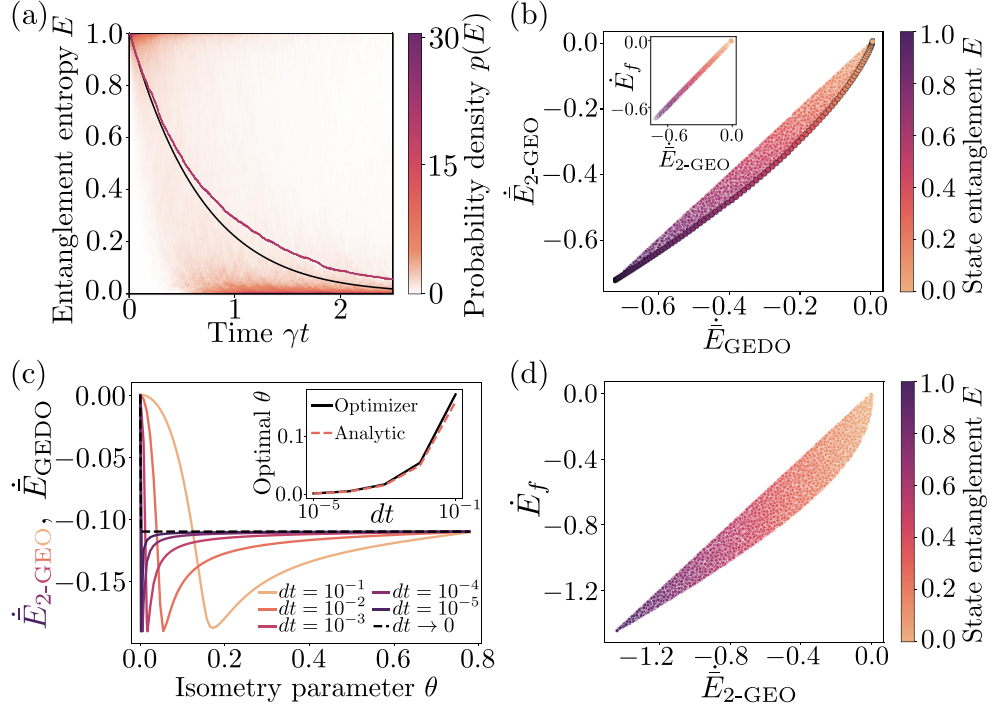 (a)
Entanglement entropy E
1.0
0.8
0.6
0.4
0.2
0.0
0
1
2
Time γt
30
15
0
Probability density p(E)
(b)
Ė̄2-GEO
0.0
−0.2
−0.4
−0.6
−0.6
−0.4
−0.2
0.0
Ė̄GEDO
Ėf
0.0
−0.6
−0.6
0.0
Ė̄2-GEO
1.0
0.8
0.6
0.4
0.2
0.0
State entanglement E
(c)
Ė̄2-GEO, Ė̄GEDO
0.00
−0.05
−0.10
−0.15
0.0
0.2
0.4
0.6
0.8
Isometry parameter θ
Optimal θ
0.1
0.0
10−5
10−1
dt
Optimizer
Analytic
dt = 10−1
dt = 10−2
dt = 10−3
dt = 10−4
dt = 10−5
dt → 0
(d)
Ėf
0.0
−0.4
−0.8
−1.2
−1.2
−0.8
−0.4
0.0
Ė̄2-GEO
1.0
0.8
0.6
0.4
0.2
0.0
State entanglement E